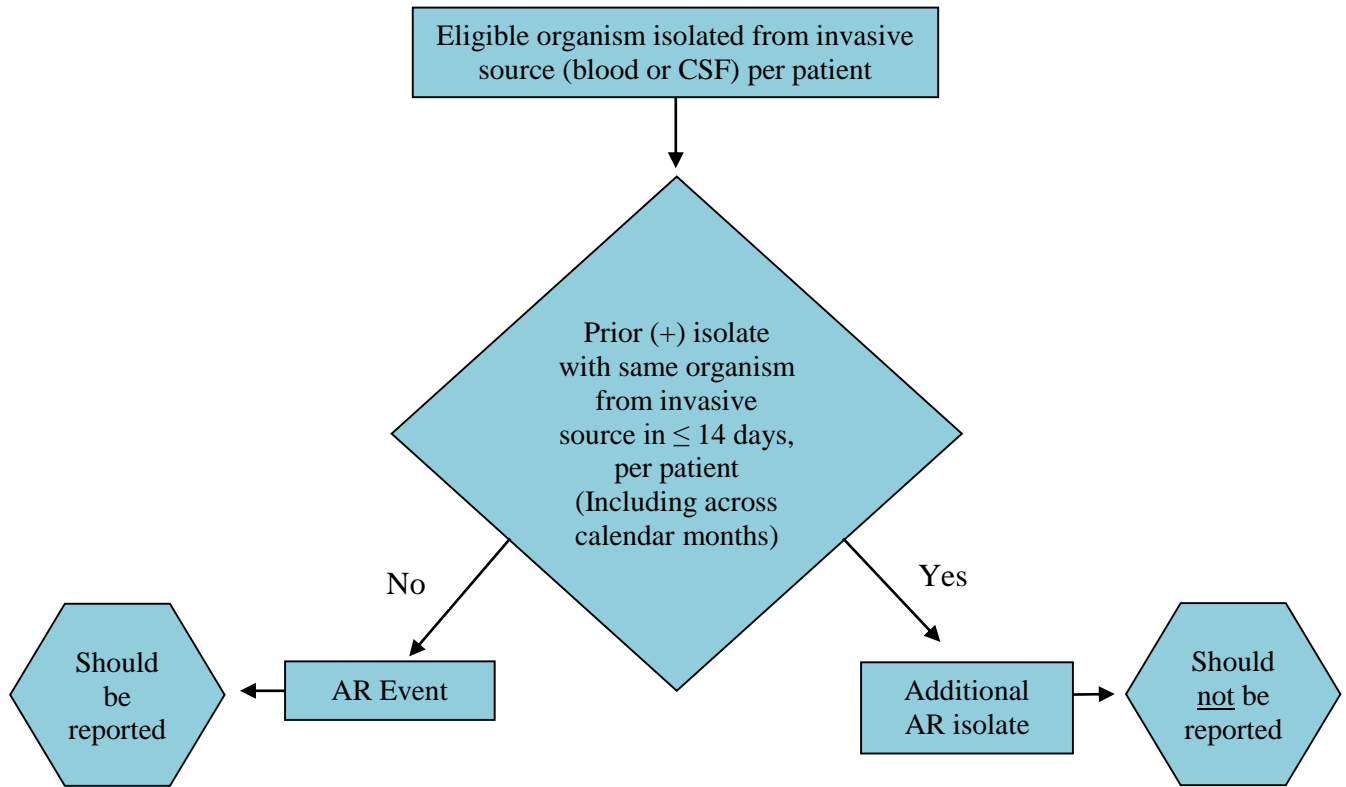 Eligible organism isolated from invasive
source (blood or CSF) per patient
Prior (+) isolate
with same organism
from invasive
source in ≤ 14 days,
per patient
(Including across
calendar months)
No
Yes
Should
be
reported
AR Event
Additional
AR isolate
Should
not be
reported